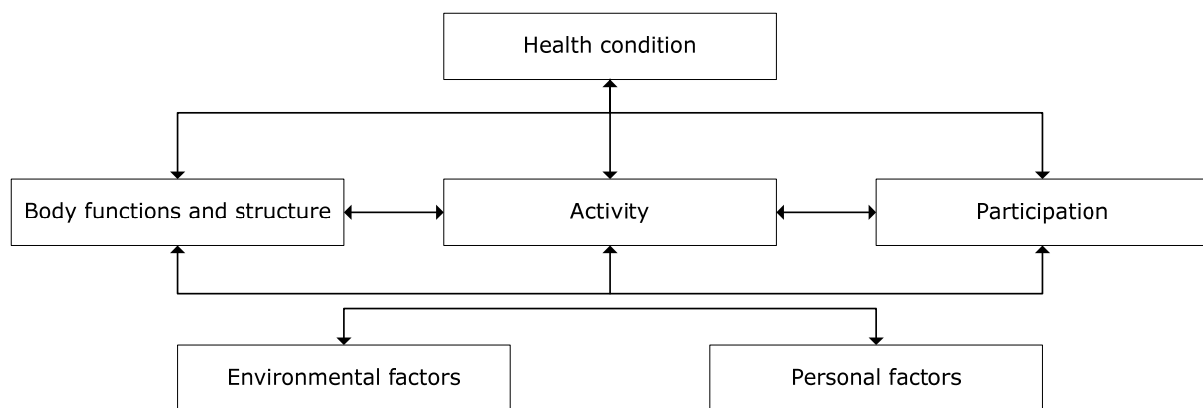 Health condition
Body functions and structure
Activity
Participation
Environmental factors
Personal factors